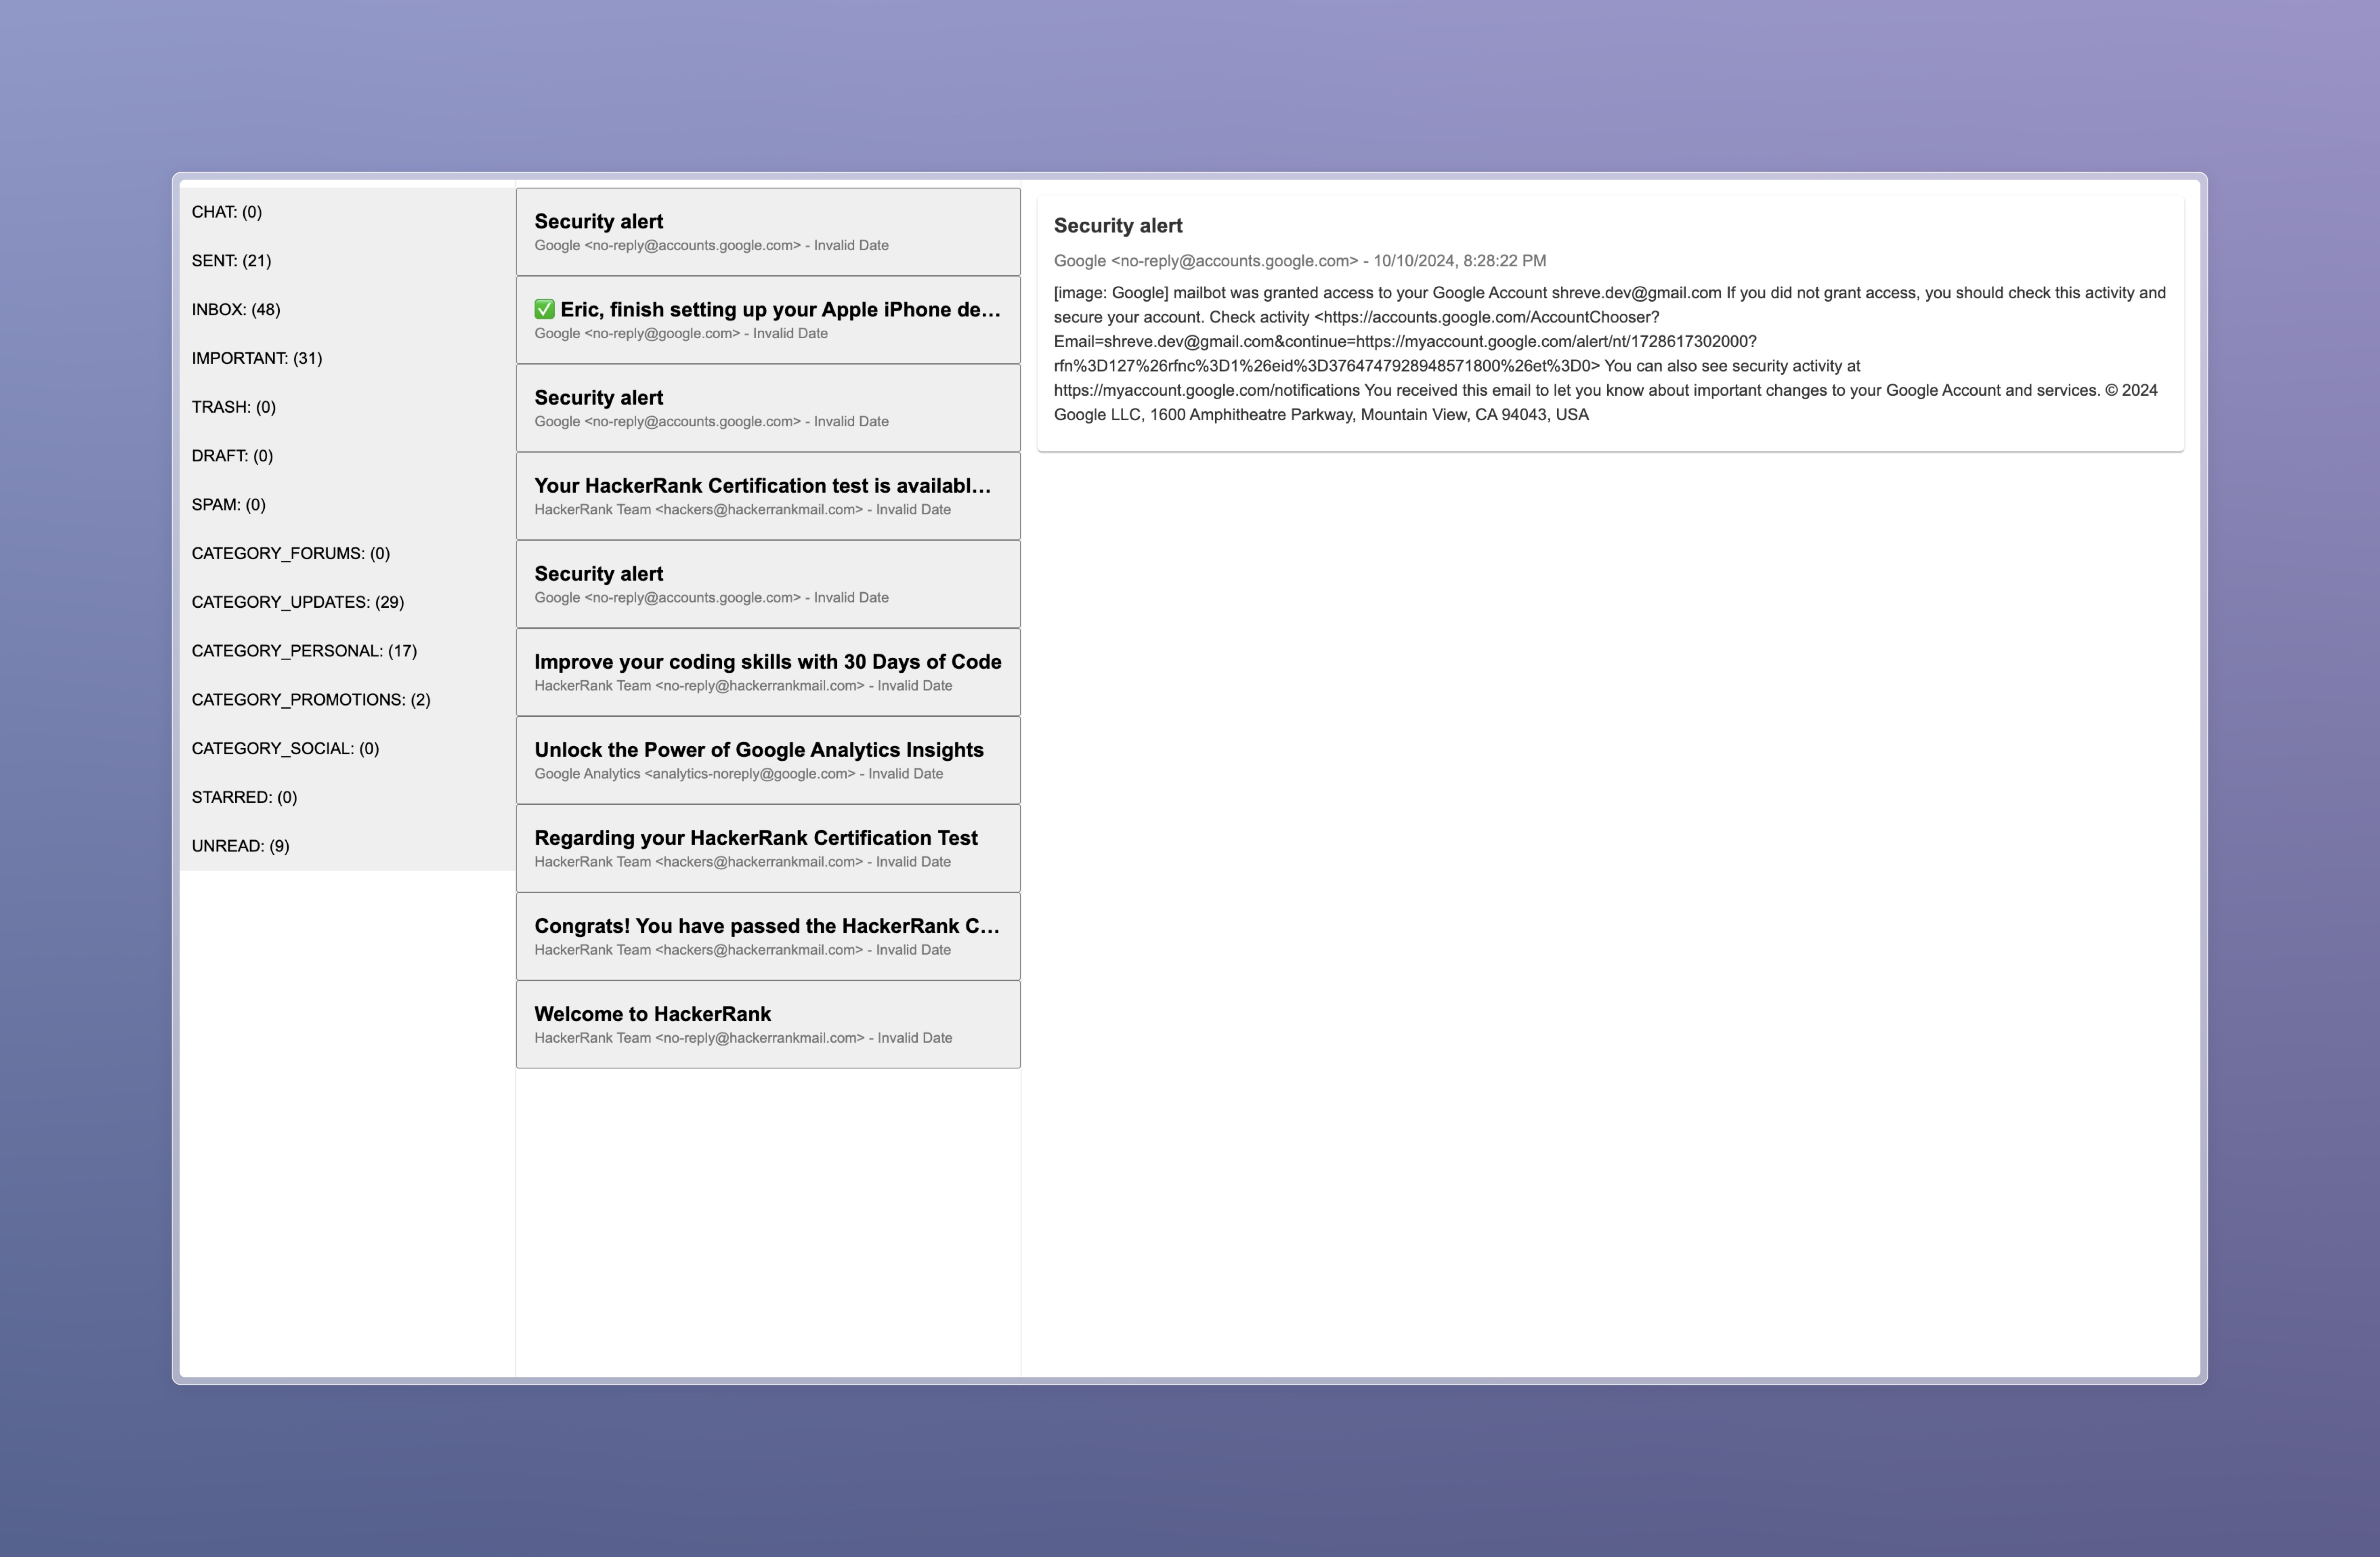 CHAT: (0)
SENT: (21)
INBOX: (48)
IMPORTANT: (31)
TRASH: (0)
DRAFT: (0)
SPAM: (0)
CATEGORY_FORUMS: (0)
CATEGORY_UPDATES: (29)
CATEGORY_PERSONAL: (17)
CATEGORY_PROMOTIONS: (2)
CATEGORY_SOCIAL: (0)
STARRED: (0)
UNREAD: (9)
Security alert
Google <no-reply@accounts.google.com> - Invalid Date
✅ Eric, finish setting up your Apple iPhone de…
Google <no-reply@google.com> - Invalid Date
Security alert
Google <no-reply@accounts.google.com> - Invalid Date
Your HackerRank Certification test is availabl…
HackerRank Team <hackers@hackerrankmail.com> - Invalid Date
Security alert
Google <no-reply@accounts.google.com> - Invalid Date
Improve your coding skills with 30 Days of Code
HackerRank Team <no-reply@hackerrankmail.com> - Invalid Date
Unlock the Power of Google Analytics Insights
Google Analytics <analytics-noreply@google.com> - Invalid Date
Regarding your HackerRank Certification Test
HackerRank Team <hackers@hackerrankmail.com> - Invalid Date
Congrats! You have passed the HackerRank C…
HackerRank Team <hackers@hackerrankmail.com> - Invalid Date
Welcome to HackerRank
HackerRank Team <no-reply@hackerrankmail.com> - Invalid Date
Security alert
Google <no-reply@accounts.google.com> - 10/10/2024, 8:28:22 PM
[image: Google] mailbot was granted access to your Google Account shreve.dev@gmail.com If you did not grant access, you should check this activity and
secure your account. Check activity <https://accounts.google.com/AccountChooser?
Email=shreve.dev@gmail.com&continue=https://myaccount.google.com/alert/nt/1728617302000?
rfn%3D127%26rfnc%3D1%26eid%3D3764747928948571800%26et%3D0> You can also see security activity at
https://myaccount.google.com/notifications You received this email to let you know about important changes to your Google Account and services. © 2024
Google LLC, 1600 Amphitheatre Parkway, Mountain View, CA 94043, USA